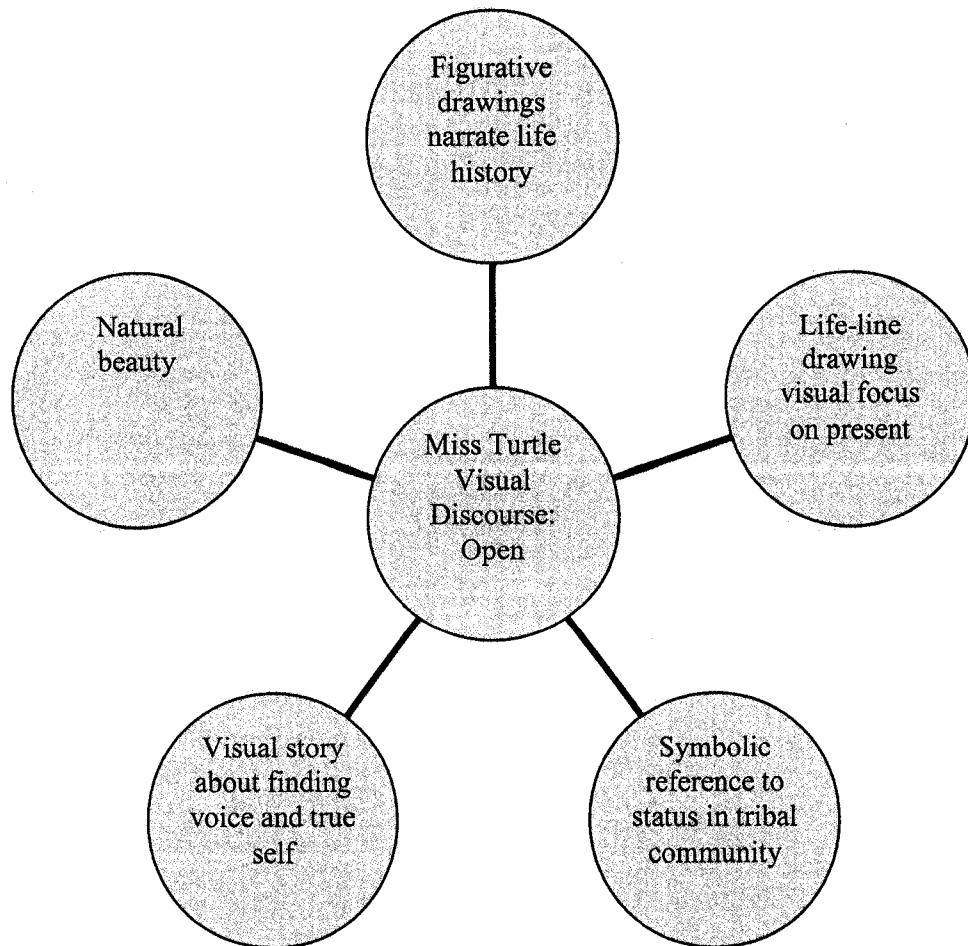 Figurative
drawings
narrate life
history
Natural
beauty
Life-line
drawing
visual focus
on present
Miss Turtle
Visual
Discourse:
Open
Visual story
about finding
voice and true
self
Symbolic
reference to
status in tribal
community